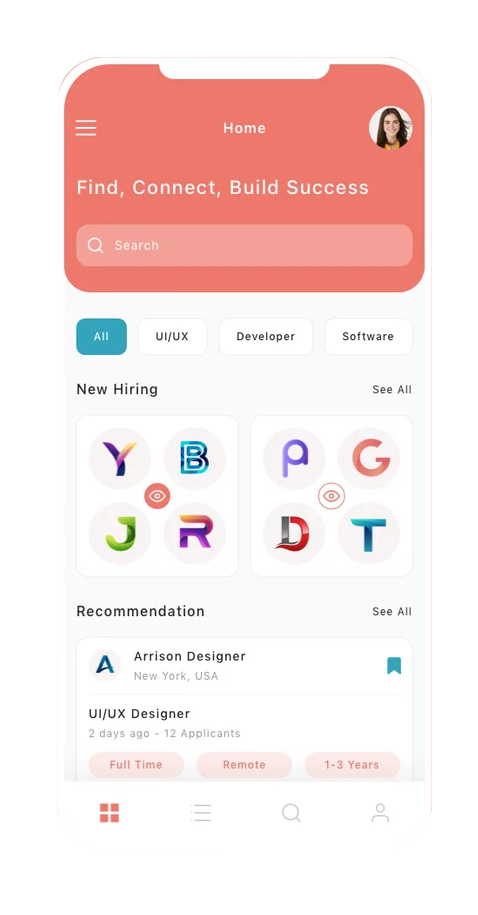 Home
Find, Connect, Build Success
Search
All UI/UX Developer Software
New Hiring See All
Y B P G
J R D T
Recommendation See All
A Arrison Designer
New York, USA
UI/UX Designer
2 days ago - 12 Applicants
Full Time Remote 1-3 Years